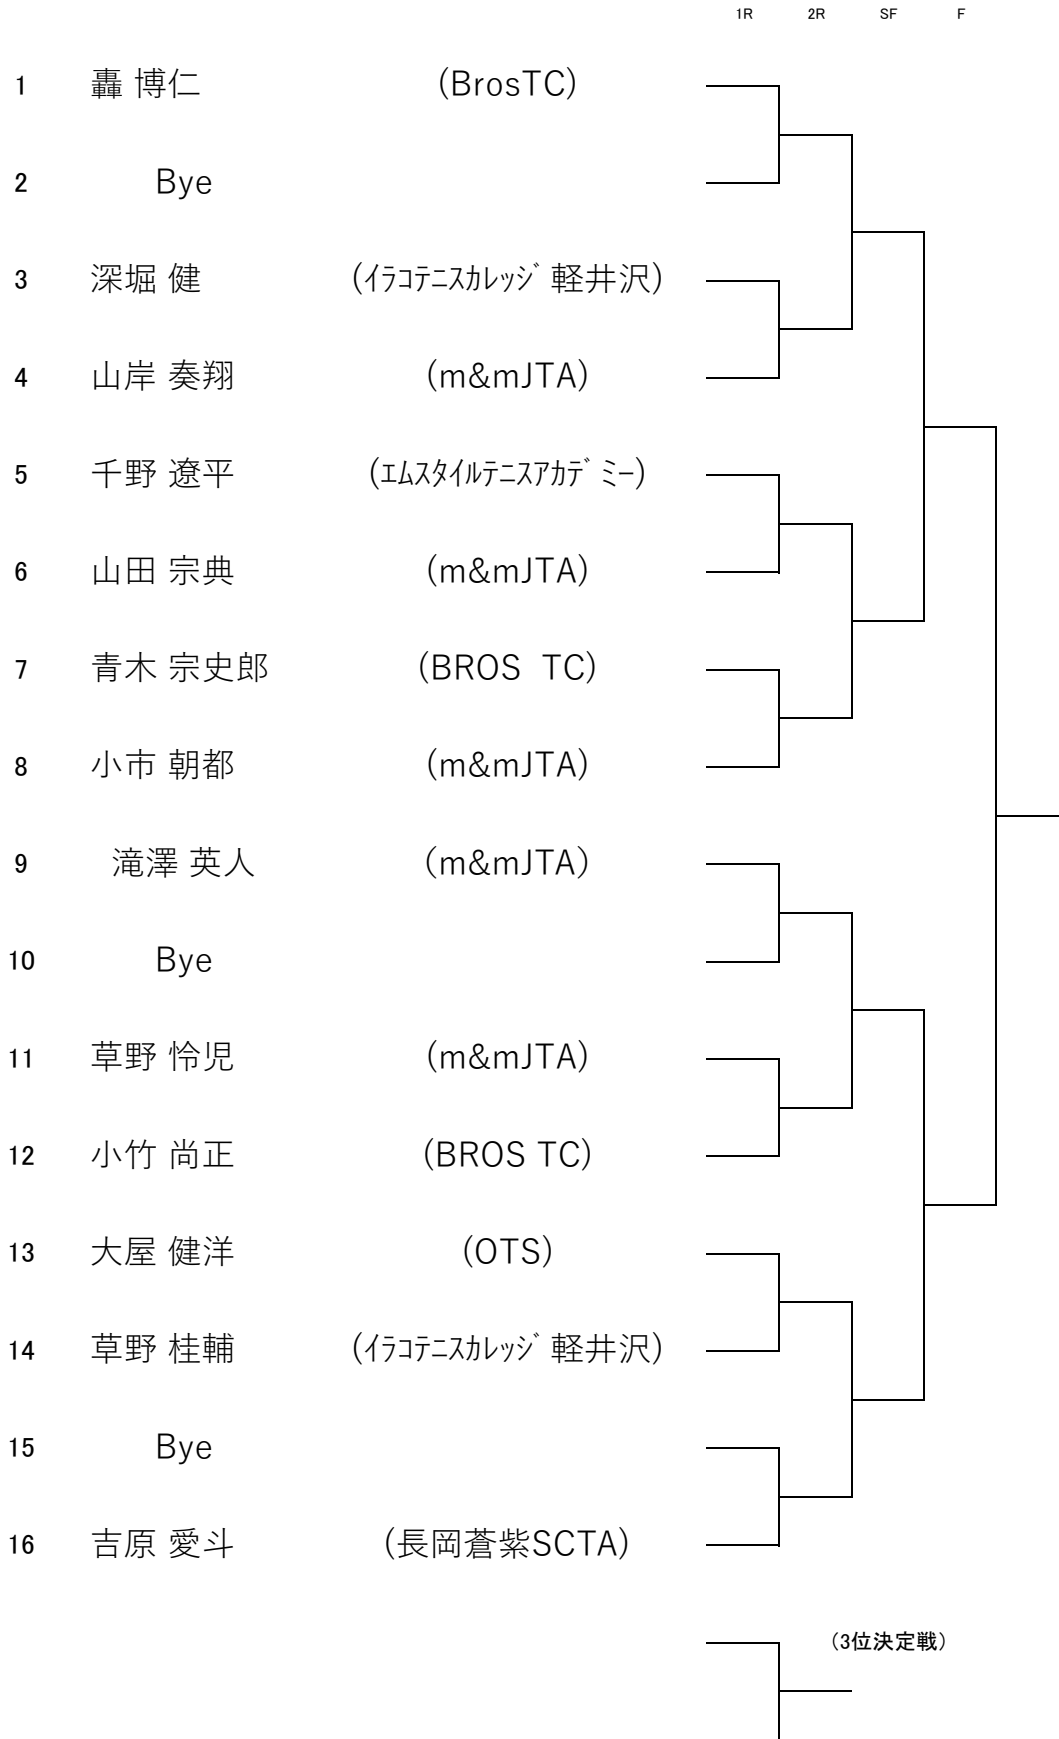 1R 2R SF F
1 轟 博仁 (BrosTC)
2 Bye
3 深堀 健 (ｲﾗｺﾃﾆｽｶﾚｯｼﾞ軽井沢)
4 山岸 奏翔 (m&mJTA)
5 千野 遼平 (ｴﾑｽﾀｲﾙﾃﾆｽｱｶﾃﾞミー)
6 山田 宗典 (m&mJTA)
7 青木 宗史郎 (BROS TC)
8 小市 朝都 (m&mJTA)
9 滝澤 英人 (m&mJTA)
10 Bye
11 草野 怜児 (m&mJTA)
12 小竹 尚正 (BROS TC)
13 大屋 健洋 (OTS)
14 草野 桂輔 (ｲﾗｺﾃﾆｽｶﾚｯｼﾞ軽井沢)
15 Bye
16 吉原 愛斗 (長岡蒼紫SCTA)
（3位決定戦）